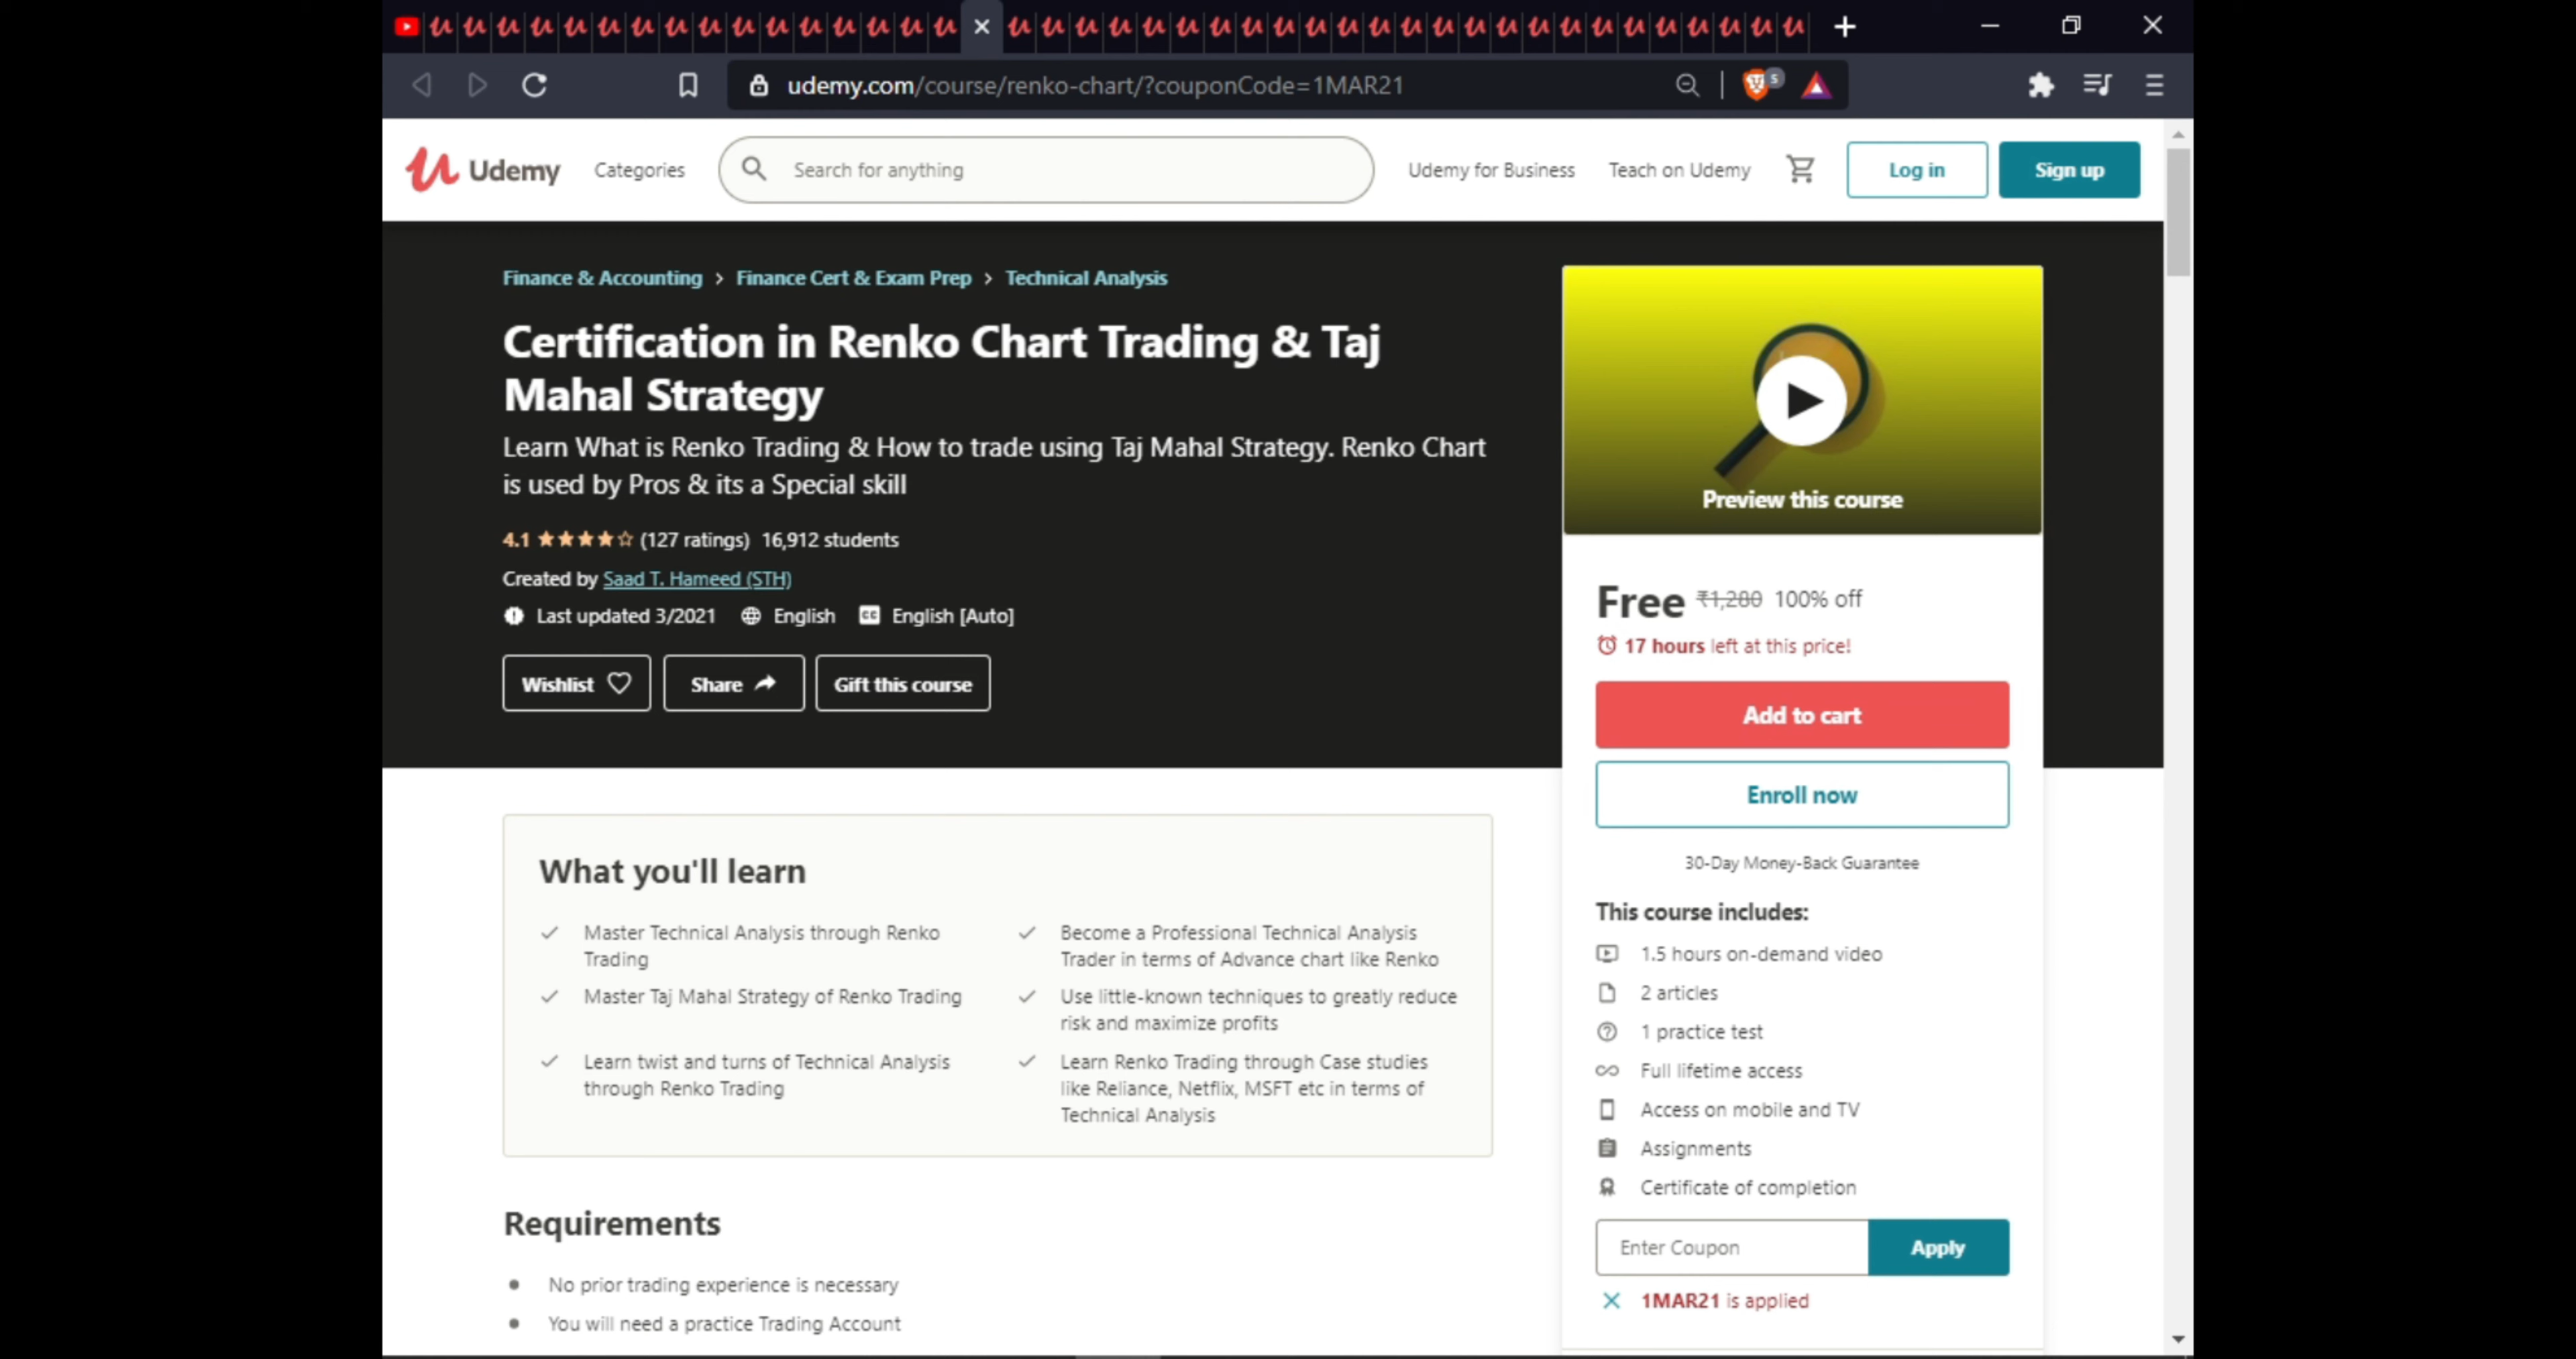 udemy.com/course/renko-chart/?couponCode=1MAR21
5
Udemy
Categories
Search for anything
Udemy for Business
Teach on Udemy
Log in
Sign up
Finance & Accounting > Finance Cert & Exam Prep > Technical Analysis
Certification in Renko Chart Trading & Taj
Mahal Strategy
Learn What is Renko Trading & How to trade using Taj Mahal Strategy. Renko Chart
is used by Pros & its a Special skill
4.1 (127 ratings) 16,912 students
Created by Saad T. Hameed (STH)
Last updated 3/2021 English CC English [Auto]
Wishlist
Share
Gift this course
Preview this course
Free ₹1,280 100% off
17 hours left at this price!
Add to cart
Enroll now
30-Day Money-Back Guarantee
This course includes:
1.5 hours on-demand video
2 articles
1 practice test
Full lifetime access
Access on mobile and TV
Assignments
Certificate of completion
Enter Coupon
Apply
1MAR21 is applied
What you'll learn
Master Technical Analysis through Renko
Trading
Become a Professional Technical Analysis
Trader in terms of Advance chart like Renko
Master Taj Mahal Strategy of Renko Trading
Use little-known techniques to greatly reduce
risk and maximize profits
Learn twist and turns of Technical Analysis
through Renko Trading
Learn Renko Trading through Case studies
like Reliance, Netflix, MSFT etc in terms of
Technical Analysis
Requirements
No prior trading experience is necessary
You will need a practice Trading Account